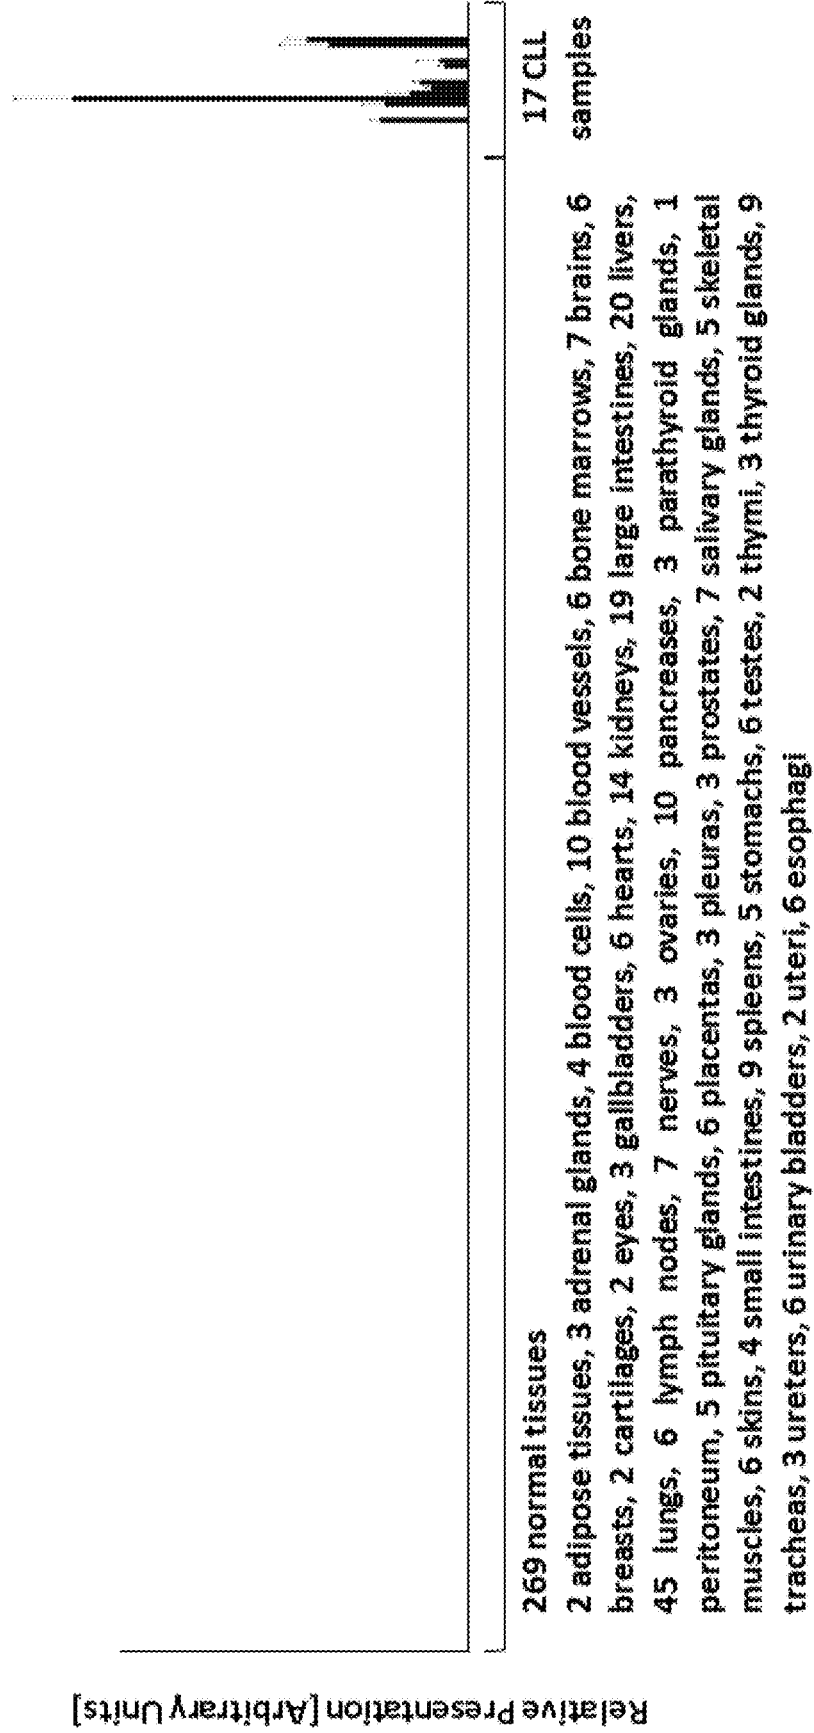 Relative Presentation [Arbitrary Units]
269 normal tissues
2 adipose tissues, 3 adrenal glands, 4 blood cells, 10 blood vessels, 6 bone marrows, 7 brains, 6
breasts, 2 cartilages, 2 eyes, 3 gallbladders, 6 hearts, 14 kidneys, 19 large intestines, 20 livers,
45 lungs, 6 lymph nodes, 7 nerves, 3 ovaries, 10 pancreases, 3 parathyroid glands, 1
peritoneum, 5 pituitary glands, 6 placentas, 3 pleuras, 3 prostates, 7 salivary glands, 5 skeletal
muscles, 6 skins, 4 small intestines, 9 spleens, 5 stomachs, 6 testes, 2 thymi, 3 thyroid glands, 9
tracheas, 3 ureters, 6 urinary bladders, 2 uteri, 6 esophagi
17 CLL
samples